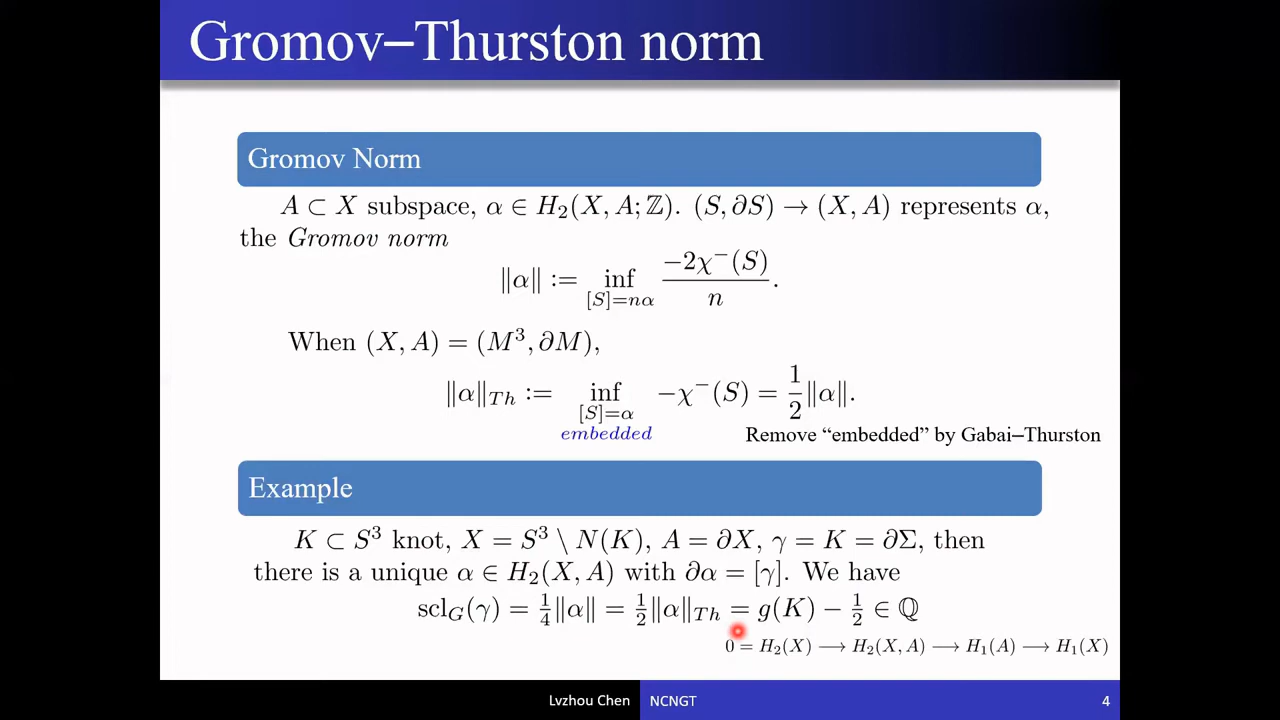 Gromov–Thurston norm
Gromov Norm
A ⊂ X subspace, α ∈ H₂(X, A; ℤ). (S, ∂S) → (X, A) represents α,
the Gromov norm
‖α‖ := inf_{[S]=nα} −2χ⁻(S) / n.
When (X, A) = (M³, ∂M),
‖α‖_{Th} := inf_{[S]=α embedded} −χ⁻(S) = 1/2 ‖α‖.
Remove “embedded” by Gabai–Thurston
Example
K ⊂ S³ knot, X = S³ \ N(K), A = ∂X, γ = K = ∂Σ, then
there is a unique α ∈ H₂(X, A) with ∂α = [γ]. We have
scl_G(γ) = 1/4 ‖α‖ = 1/2 ‖α‖_{Th} = g(K) − 1/2 ∈ ℚ
0 = H₂(X) ⟶ H₂(X, A) ⟶ H₁(A) ⟶ H₁(X)
Lvzhou Chen
NCNGT
4